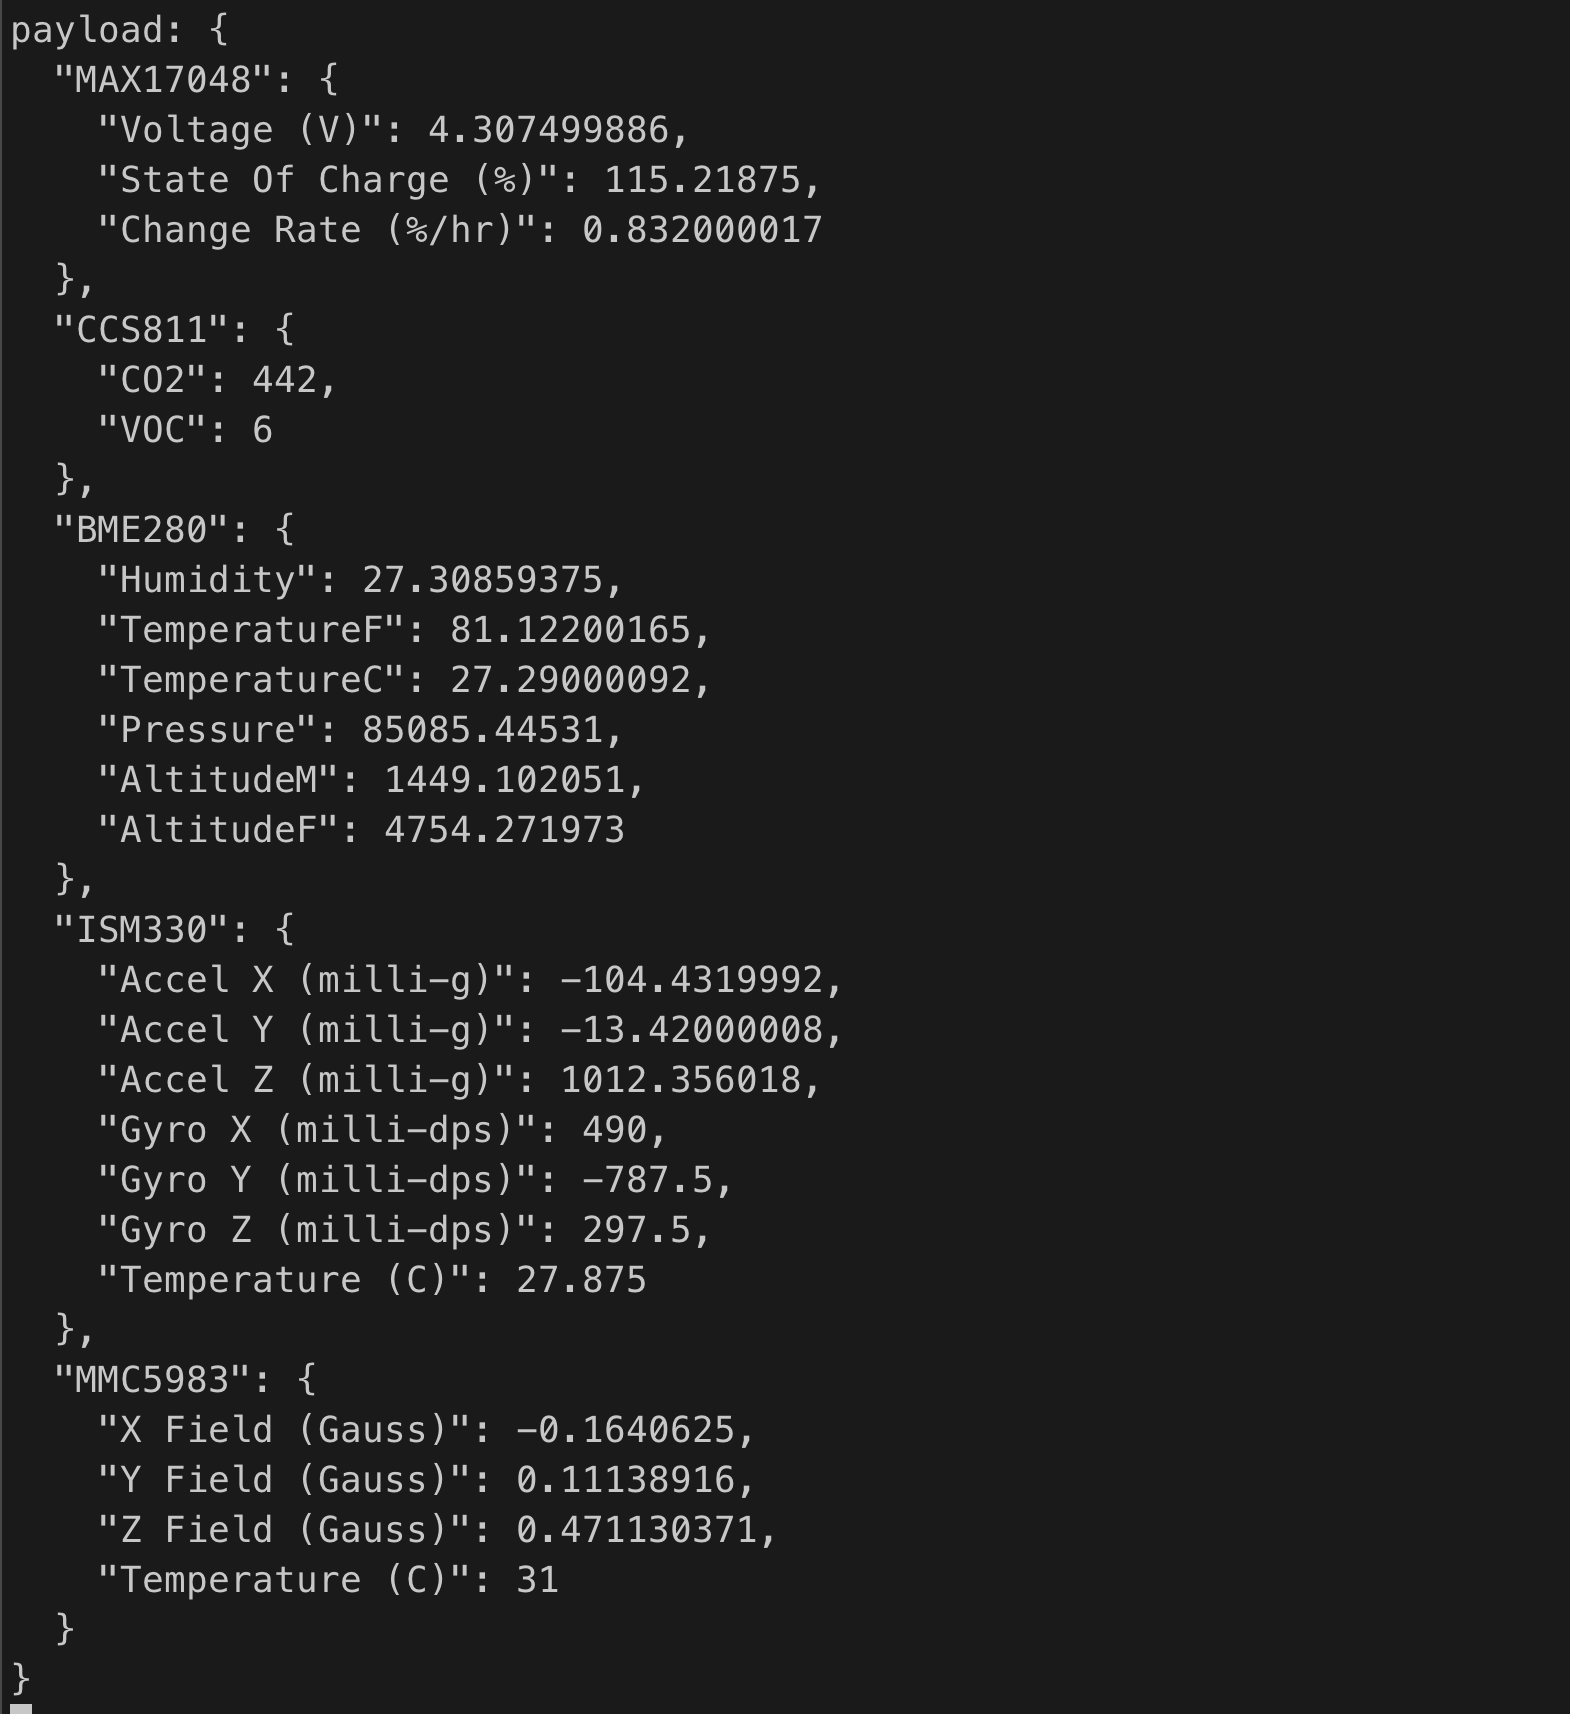 payload: {
  "MAX17048": {
    "Voltage (V)": 4.307499886,
    "State Of Charge (%)": 115.21875,
    "Change Rate (%/hr)": 0.832000017
  },
  "CCS811": {
    "CO2": 442,
    "VOC": 6
  },
  "BME280": {
    "Humidity": 27.30859375,
    "TemperatureF": 81.12200165,
    "TemperatureC": 27.29000092,
    "Pressure": 85085.44531,
    "AltitudeM": 1449.102051,
    "AltitudeF": 4754.271973
  },
  "ISM330": {
    "Accel X (milli-g)": -104.4319992,
    "Accel Y (milli-g)": -13.42000008,
    "Accel Z (milli-g)": 1012.356018,
    "Gyro X (milli-dps)": 490,
    "Gyro Y (milli-dps)": -787.5,
    "Gyro Z (milli-dps)": 297.5,
    "Temperature (C)": 27.875
  },
  "MMC5983": {
    "X Field (Gauss)": -0.1640625,
    "Y Field (Gauss)": 0.11138916,
    "Z Field (Gauss)": 0.471130371,
    "Temperature (C)": 31
  }
}